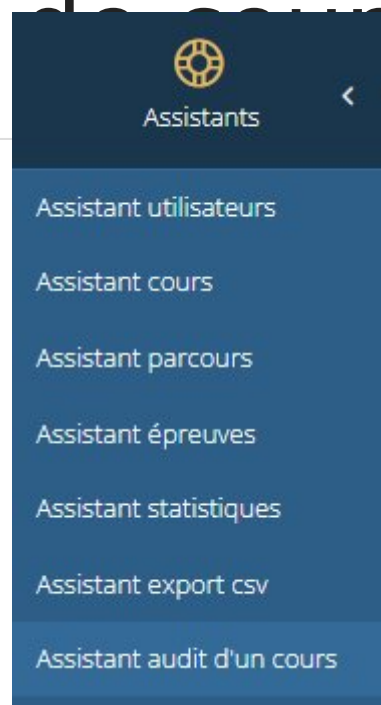 Assistants
Assistant utilisateurs
Assistant cours
Assistant parcours
Assistant épreuves
Assistant statistiques
Assistant export csv
Assistant audit d'un cours